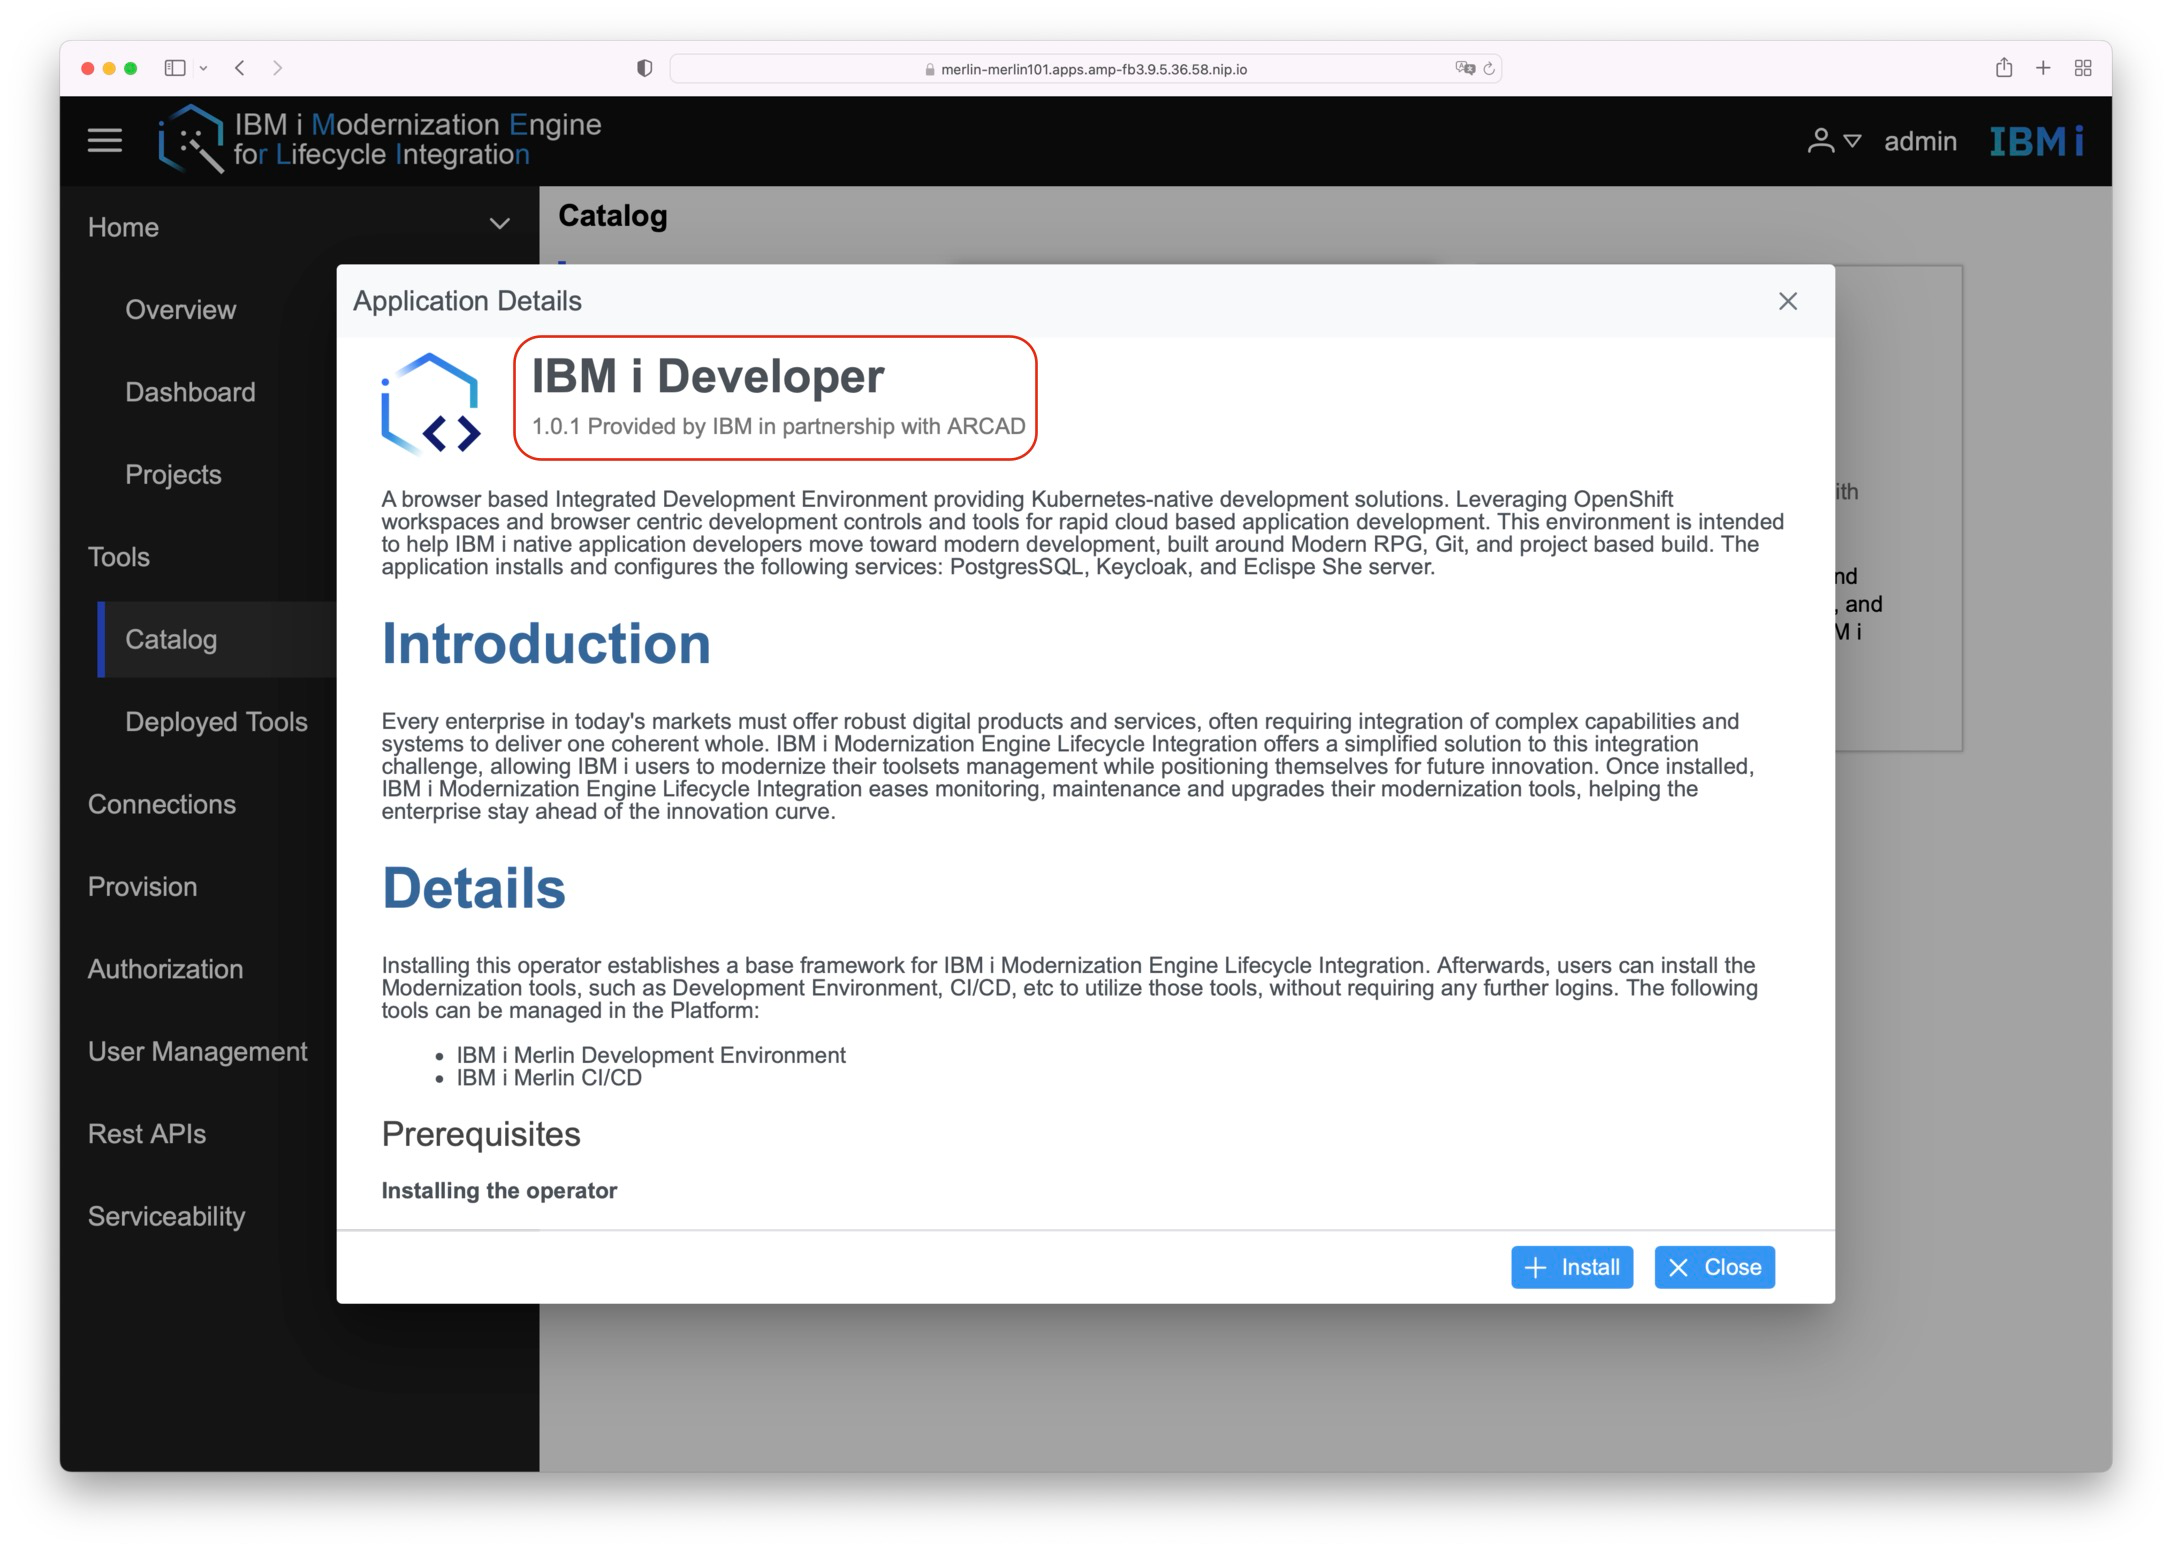 merlin-merlin101.apps.amp-fb3.9.5.36.58.nip.io
IBM i Modernization Engine
for Lifecycle Integration
admin
IBM i
Home
Overview
Dashboard
Projects
Tools
Catalog
Deployed Tools
Connections
Provision
Authorization
User Management
Rest APIs
Serviceability
Catalog
Application Details
IBM i Developer
1.0.1 Provided by IBM in partnership with ARCAD
A browser based Integrated Development Environment providing Kubernetes-native development solutions. Leveraging OpenShift
workspaces and browser centric development controls and tools for rapid cloud based application development. This environment is intended
to help IBM i native application developers move toward modern development, built around Modern RPG, Git, and project based build. The
application installs and configures the following services: PostgresSQL, Keycloak, and Eclispe She server.
Introduction
Every enterprise in today's markets must offer robust digital products and services, often requiring integration of complex capabilities and
systems to deliver one coherent whole. IBM i Modernization Engine Lifecycle Integration offers a simplified solution to this integration
challenge, allowing IBM i users to modernize their toolsets management while positioning themselves for future innovation. Once installed,
IBM i Modernization Engine Lifecycle Integration eases monitoring, maintenance and upgrades their modernization tools, helping the
enterprise stay ahead of the innovation curve.
Details
Installing this operator establishes a base framework for IBM i Modernization Engine Lifecycle Integration. Afterwards, users can install the
Modernization tools, such as Development Environment, CI/CD, etc to utilize those tools, without requiring any further logins. The following
tools can be managed in the Platform:
• IBM i Merlin Development Environment
• IBM i Merlin CI/CD
Prerequisites
Installing the operator
Install
Close
ith
nd
, and
M i